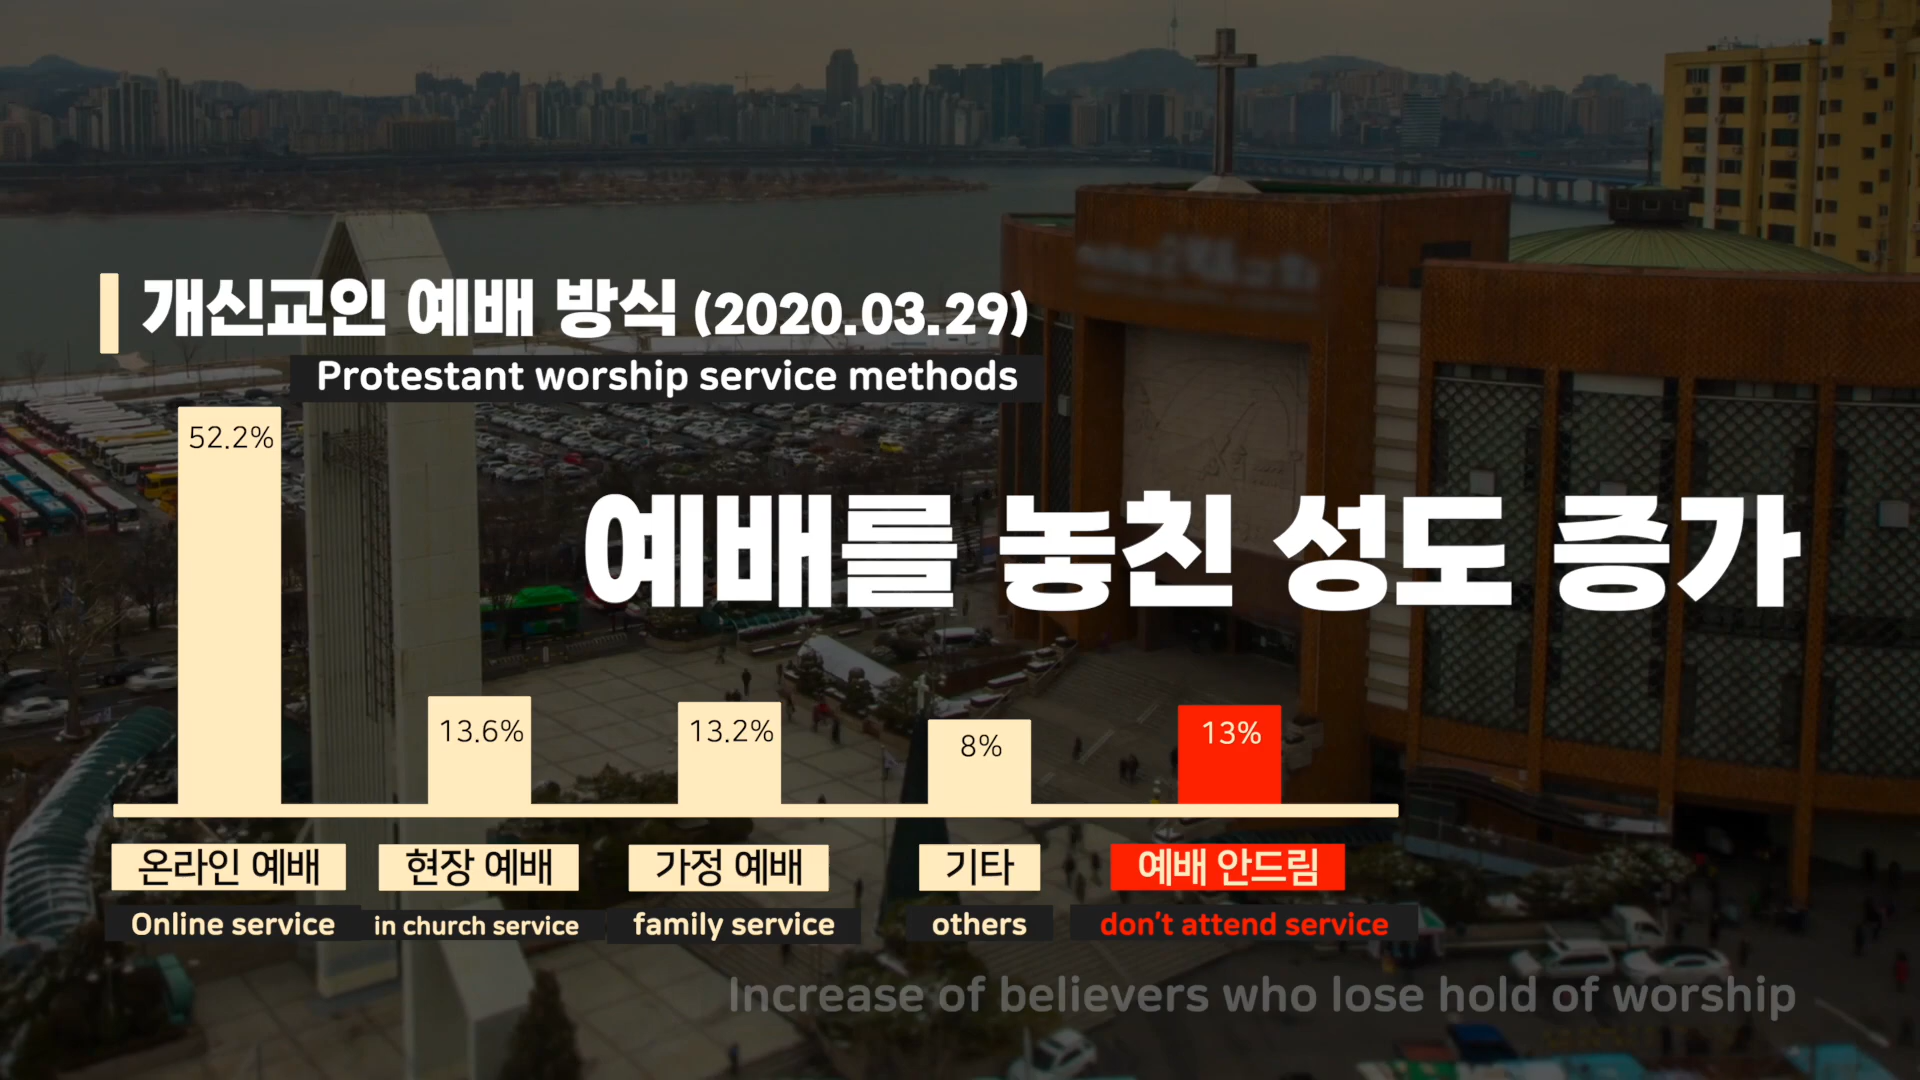 개신교인 예배 방식 (2020.03.29)
Protestant worship service methods
52.2%
예배를 놓친 성도 증가
13.6%
13.2%
8%
13%
온라인 예배
현장 예배
가정 예배
기타
예배 안드림
Online service
in church service
family service
others
don't attend service
Increase of believers who lose hold of worship